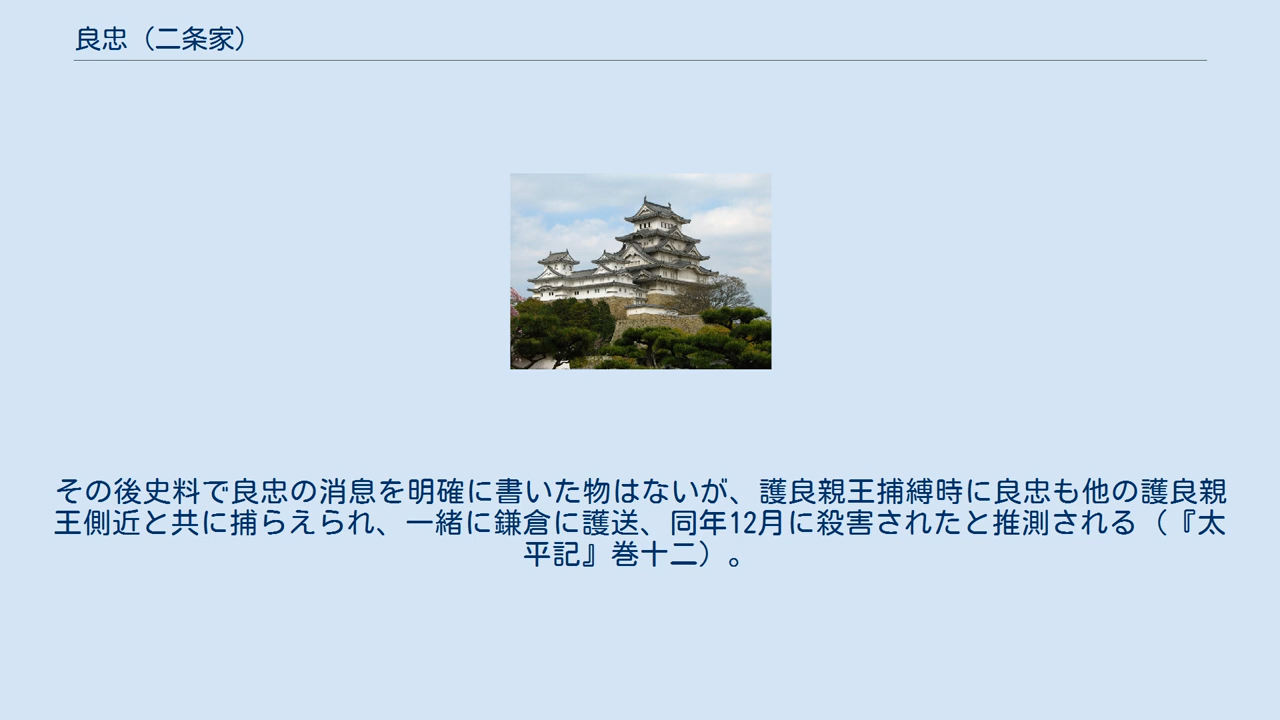 良忠（二条家）
その後史料で良忠の消息を明確に書いた物はないが、護良親王捕縛時に良忠も他の護良親
王側近と共に捕らえられ、一緒に鎌倉に護送、同年12月に殺害されたと推測される（『太
平記』巻十二）。